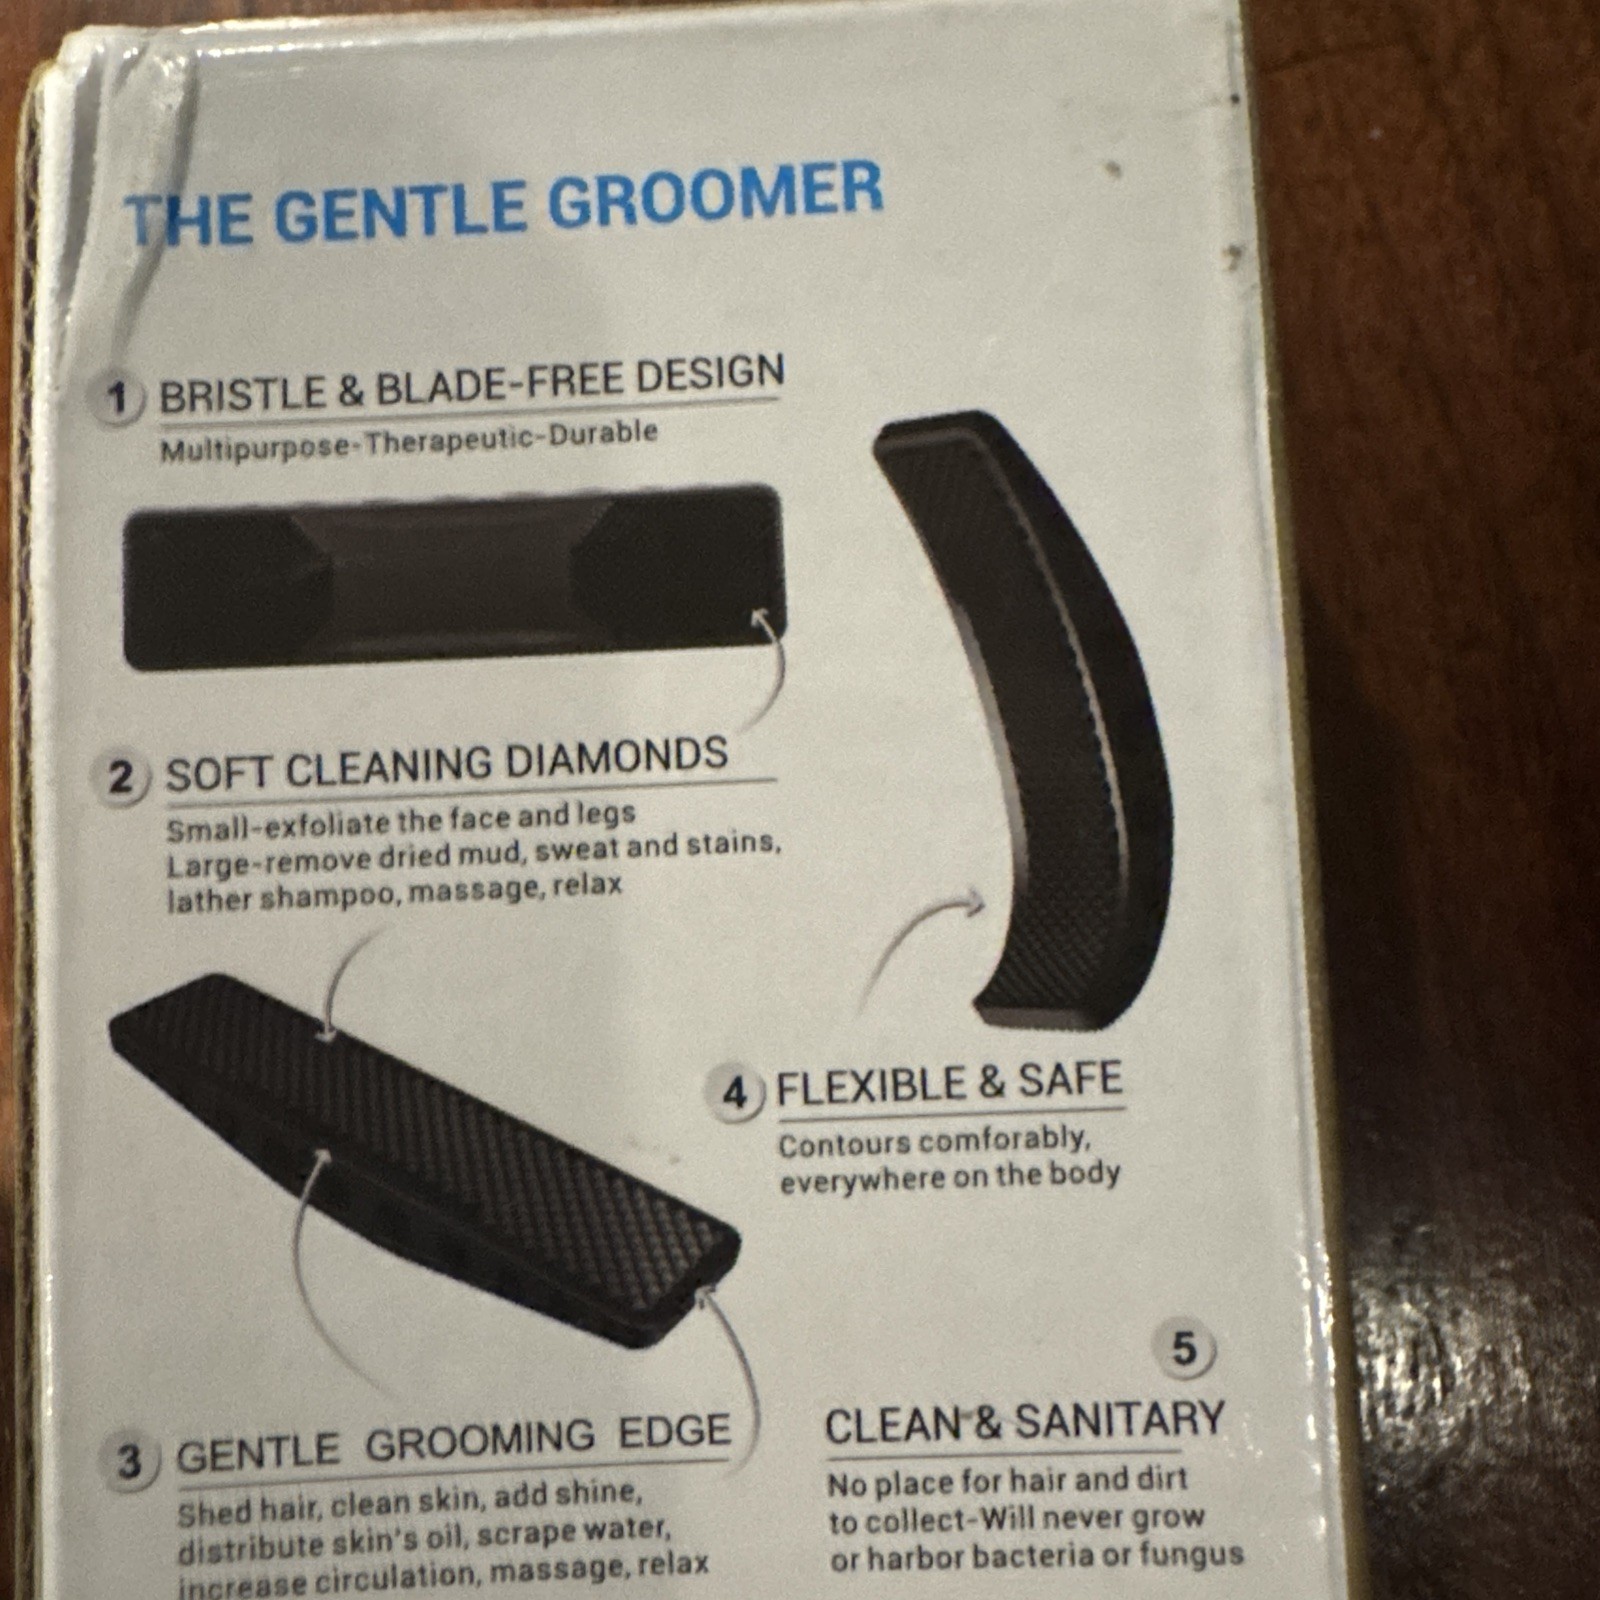 THE GENTLE GROOMER
1 BRISTLE & BLADE-FREE DESIGN
Multipurpose-Therapeutic-Durable
2 SOFT CLEANING DIAMONDS
Small-exfoliate the face and legs
Large-remove dried mud, sweat and stains,
lather shampoo, massage, relax
4 FLEXIBLE & SAFE
Contours comforably,
everywhere on the body
3 GENTLE GROOMING EDGE
Shed hair, clean skin, add shine,
distribute skin's oil, scrape water,
increase circulation, massage, relax
5
CLEAN & SANITARY
No place for hair and dirt
to collect-Will never grow
or harbor bacteria or fungus